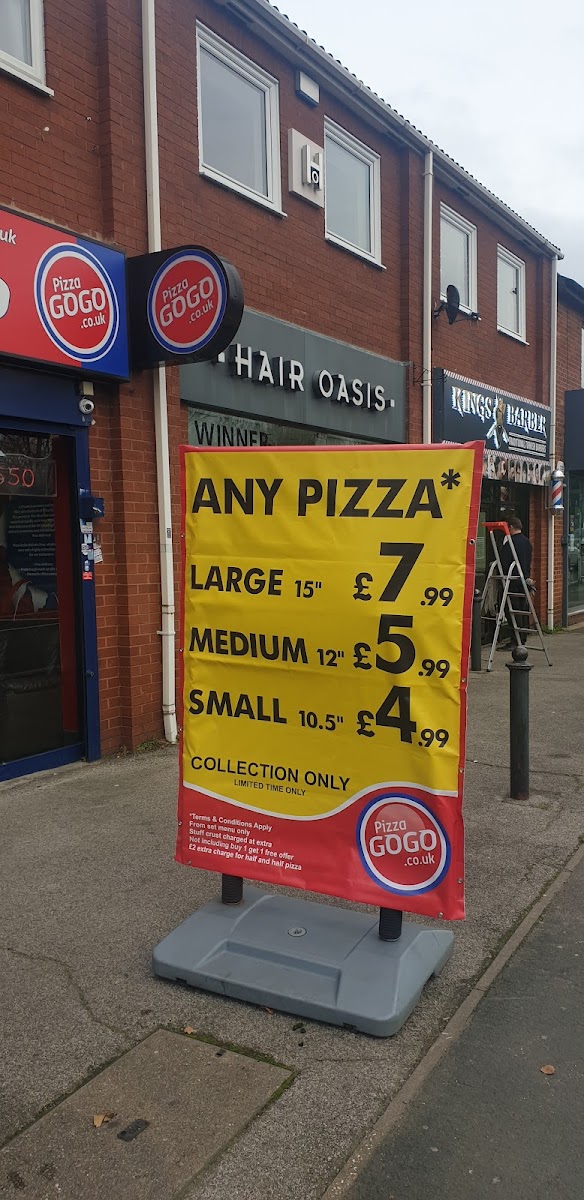 uk
Pizza
GOGO
.co.uk
Pizza
GOGO
.co.uk
HAIR OASIS
WINNER
KINGS BARBER
50
ANY PIZZA*
LARGE 15" £7.99
MEDIUM 12" £5.99
SMALL 10.5" £4.99
COLLECTION ONLY
LIMITED TIME ONLY
*Terms & Conditions Apply
From set menu only
Stuff crust charged at extra
Not including buy 1 get 1 free offer
£2 extra charge for half and half pizza
Pizza
GOGO
.co.uk